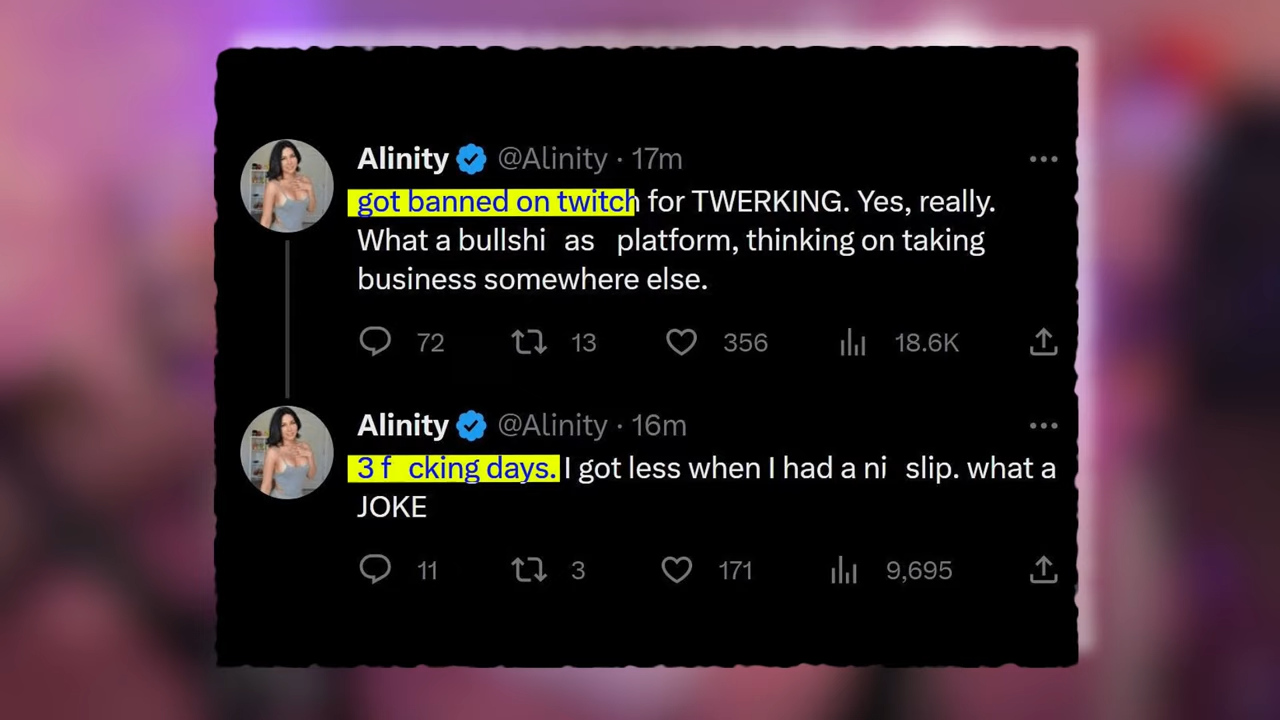 Alinity @Alinity · 17m
got banned on twitch for TWERKING. Yes, really.
What a bullshi as platform, thinking on taking
business somewhere else.
72 13 356 18.6K
Alinity @Alinity · 16m
3 f cking days. I got less when I had a ni slip. what a
JOKE
11 3 171 9,695